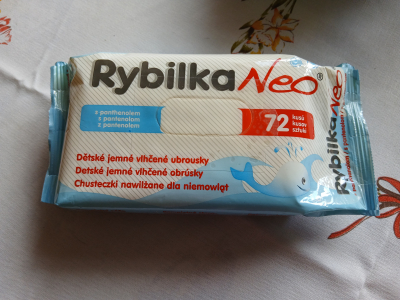 Rybilka Neo®
s panthenolem
s pantenolom
z pantenolem
72 kusů
kusov
sztuki
Dětské jemné vlhčené ubrousky
Detské jemné vlhčené obrúsky
Chusteczki nawilżane dla niemowląt
Rybilka Neo